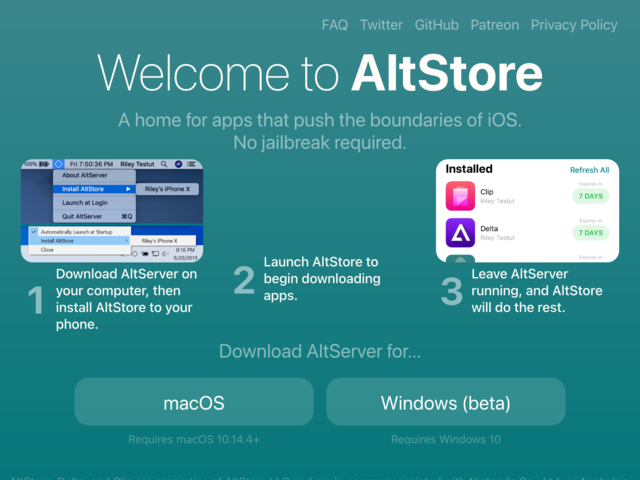 FAQ Twitter GitHub Patreon Privacy Policy
Welcome to AltStore
A home for apps that push the boundaries of iOS.
No jailbreak required.
100% Fri 7:50:36 PM Riley Testut
About AltServer
Install AltStore
Riley's iPhone X
Launch at Login
Quit AltServer ⌘Q
Automatically Launch at Startup
Install AltStore
Riley's iPhone X
Close
8:16 PM
9/20/2019
1
Download AltServer on
your computer, then
install AltStore to your
phone.
2
Launch AltStore to
begin downloading
apps.
Installed Refresh All
Expires in
Clip
Riley Testut
7 DAYS
Expires in
Delta
Riley Testut
7 DAYS
Expires in
3
Leave AltServer
running, and AltStore
will do the rest.
Download AltServer for...
macOS
Windows (beta)
Requires macOS 10.14.4+
Requires Windows 10